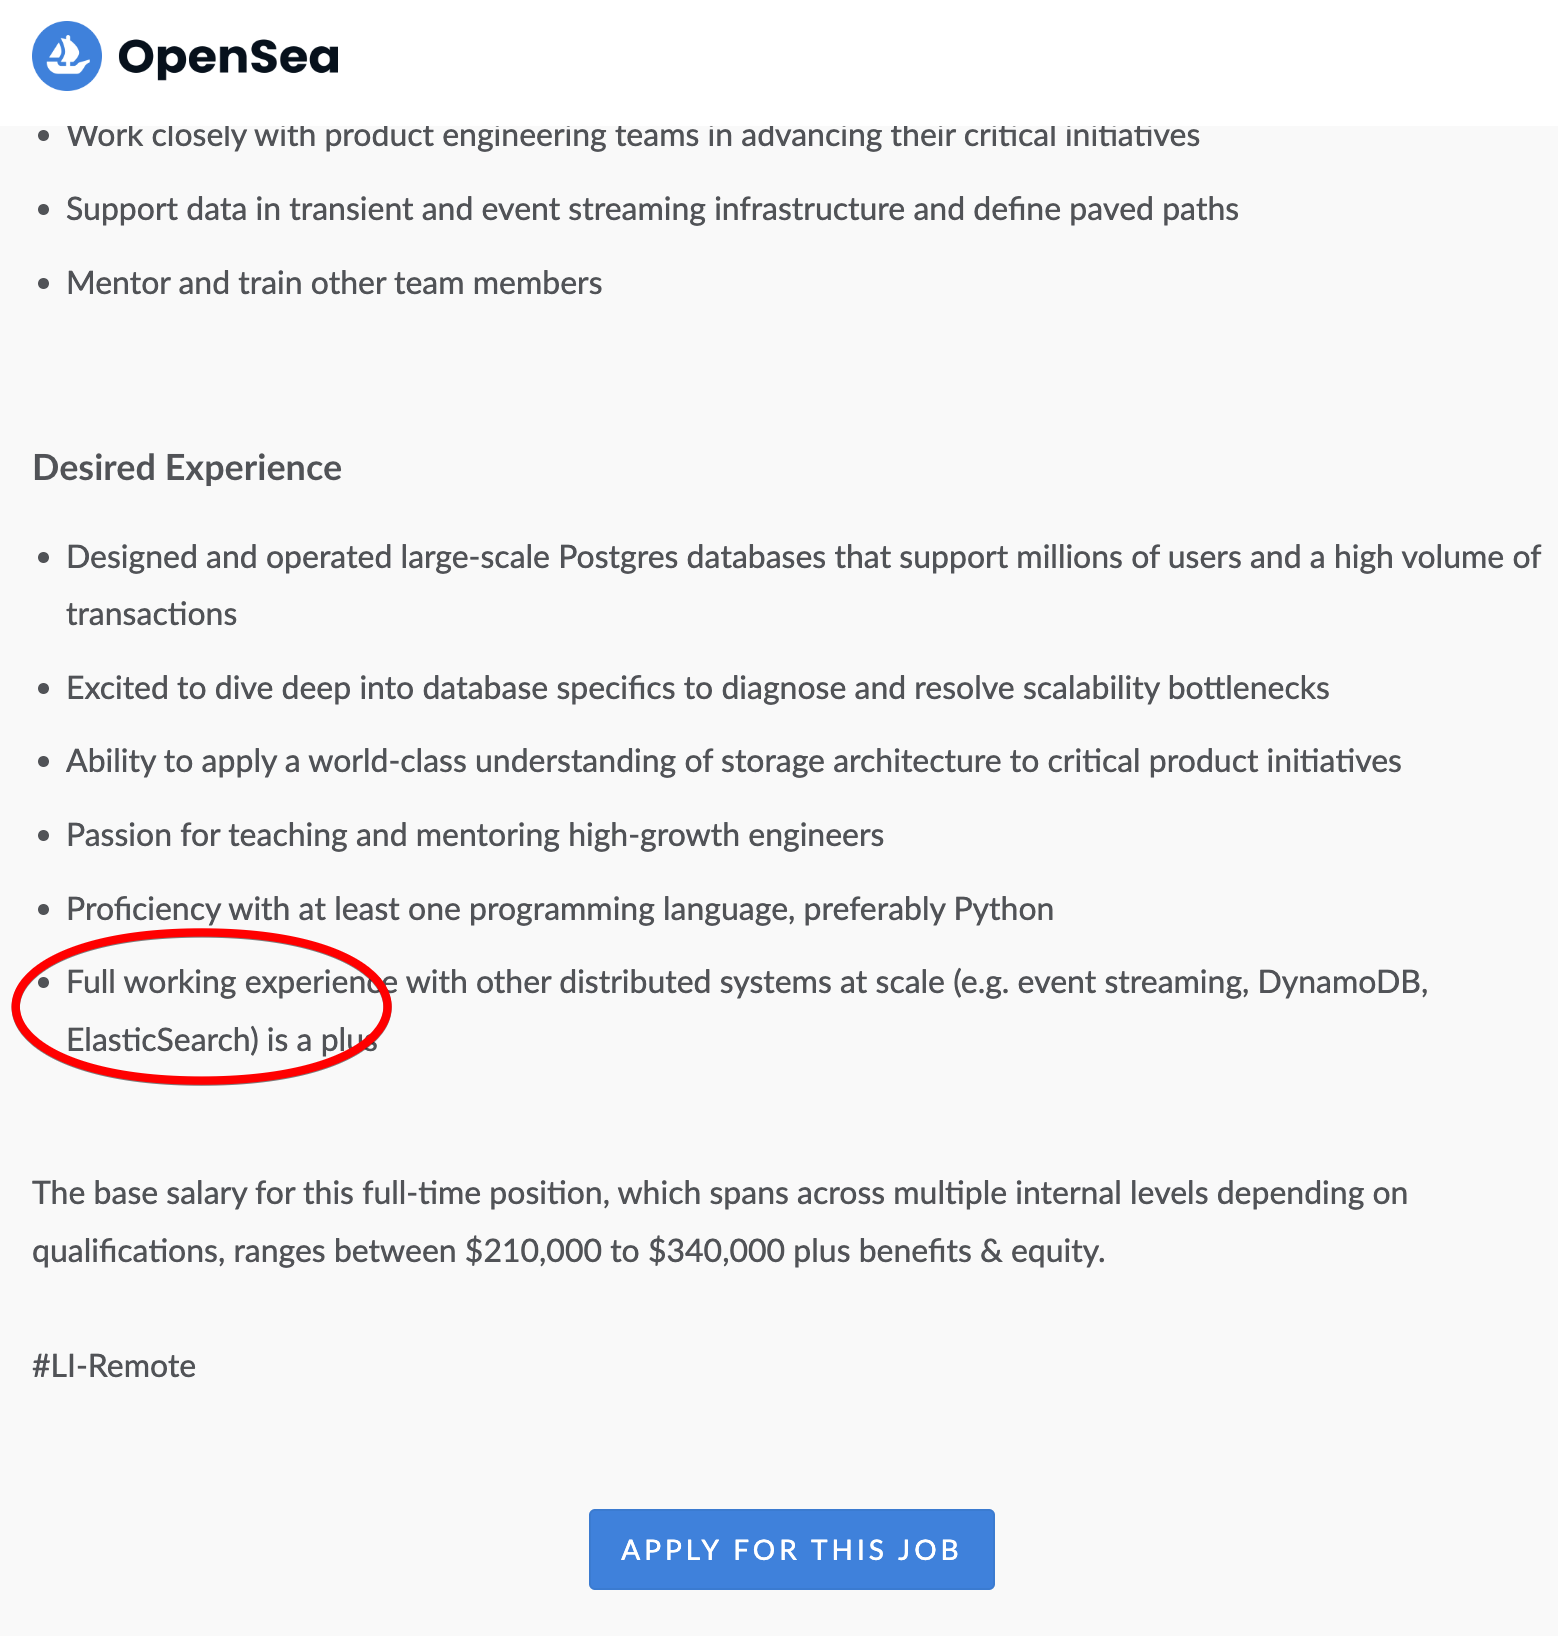 OpenSea
Work closely with product engineering teams in advancing their critical initiatives
Support data in transient and event streaming infrastructure and define paved paths
Mentor and train other team members
Desired Experience
Designed and operated large-scale Postgres databases that support millions of users and a high volume of
transactions
Excited to dive deep into database specifics to diagnose and resolve scalability bottlenecks
Ability to apply a world-class understanding of storage architecture to critical product initiatives
Passion for teaching and mentoring high-growth engineers
Proficiency with at least one programming language, preferably Python
Full working experience with other distributed systems at scale (e.g. event streaming, DynamoDB,
ElasticSearch) is a plus
The base salary for this full-time position, which spans across multiple internal levels depending on
qualifications, ranges between $210,000 to $340,000 plus benefits & equity.
#LI-Remote
APPLY FOR THIS JOB